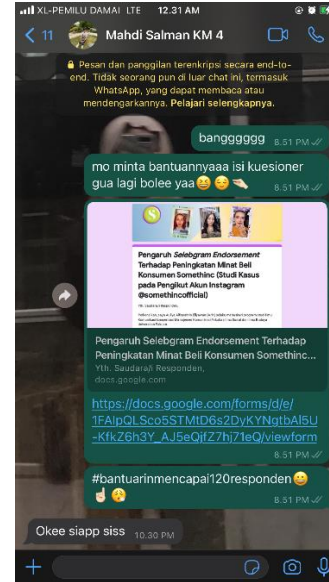 XL-PEMILU DAMAI LTE 12.31 AM
11 Mahdi Salman KM 4
Pesan dan panggilan terenkripsi secara end-to-
end. Tidak seorang pun di luar chat ini, termasuk
WhatsApp, yang dapat membaca atau
mendengarkannya. Pelajari selengkapnya.
bangggggg 8.51 PM
mo minta bantuannyaaa isi kuesioner
gua lagi bolee yaa 8.51 PM
Pengaruh Selebgram Endorsement
Terhadap Peningkatan Minat Beli
Konsumen Somethinc (Studi Kasus
pada Pengikut Akun Instagram
@somethincofficial)
Pengaruh Selebgram Endorsement Terhadap
Peningkatan Minat Beli Konsumen Somethinc...
Yth. Saudara/i Responden,
docs.google.com
https://docs.google.com/forms/d/e/
1FAIpQLSco5STMtD6s2DyKYNgtbAl5U
-KfkZ6h3Y_AJ5eQjfZ7hj71eQ/viewform
8.51 PM
#bantuarinmencapai120responden
8.51 PM
Okee siapp siss 10.30 PM